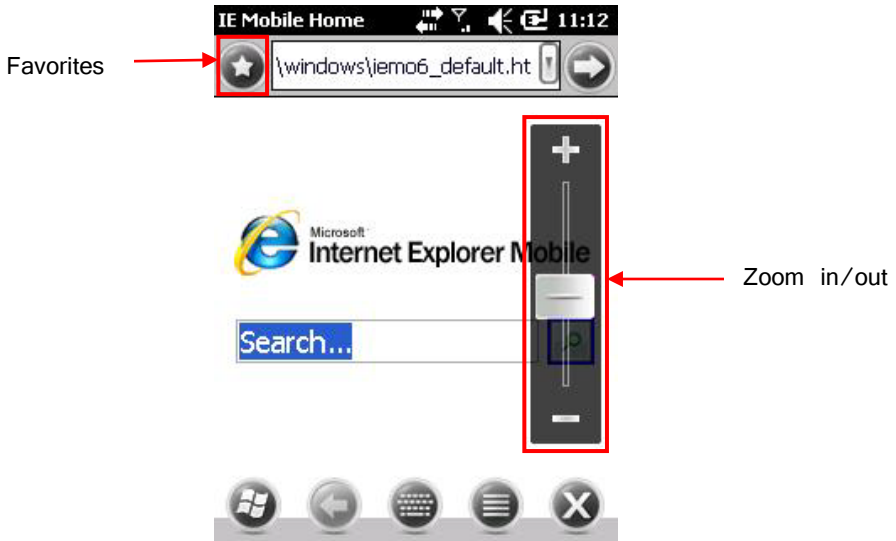 IE Mobile Home 11:12
Favorites
\windows\iemo6_default.ht
Microsoft
Internet Explorer Mobile
Zoom in/out
Search...